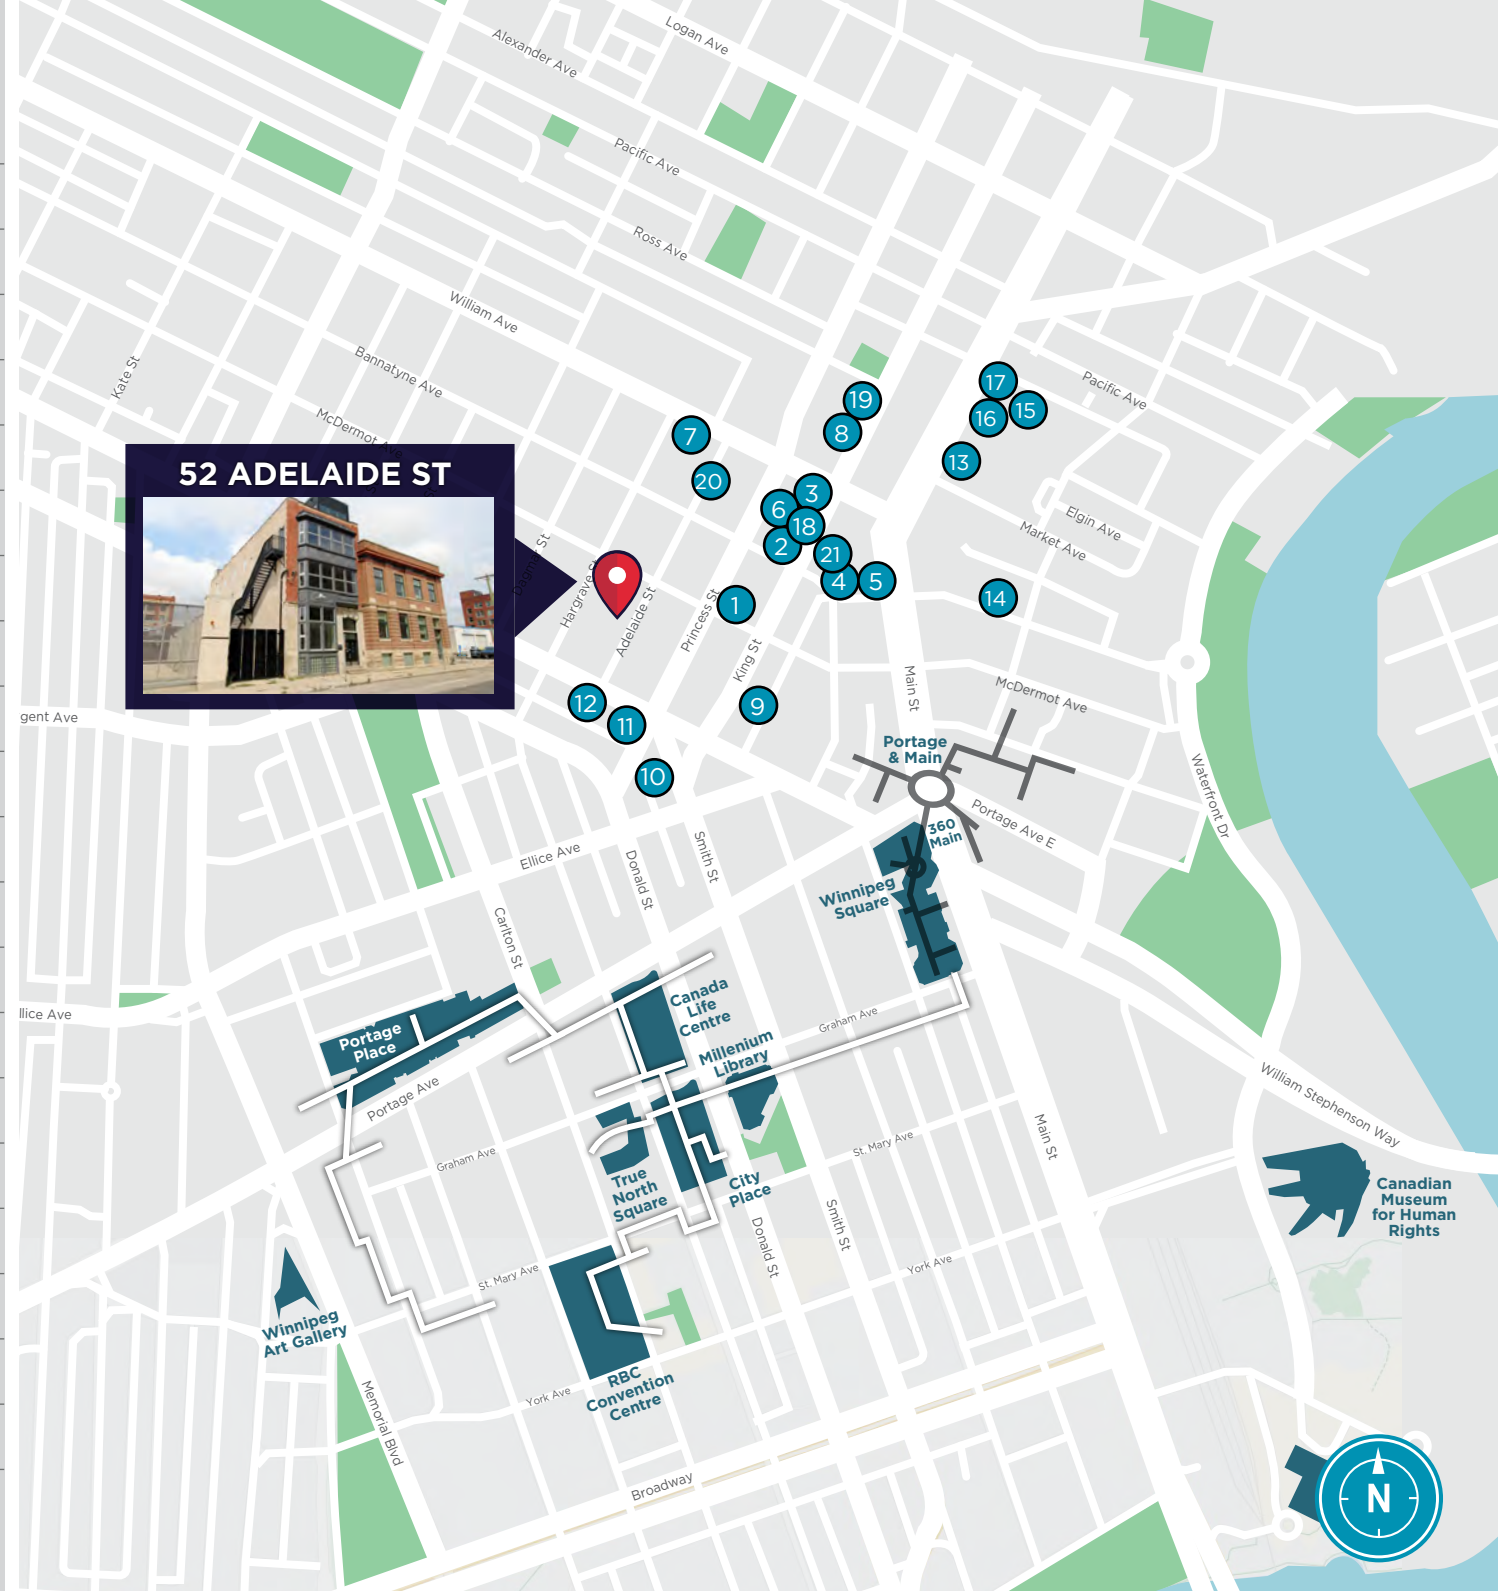 Logan Ave
Alexander Ave
Pacific Ave
Ross Ave
William Ave
Bannatyne Ave
Kate St
McDermot Ave
Pacific Ave
17
19
15
16
8
7
13
52 ADELAIDE ST
20
3
6
18
Elgin Ave
Market Ave
2
21
4
5
Dagmar St
Hargrave St
Adelaide St
Princess St
1
14
King St
Main St
McDermot Ave
12
9
11
gent Ave
Portage
& Main
10
Waterfront Dr
Portage Ave E
360
Main
Ellice Ave
Donald St
Smith St
Winnipeg
Square
Carlton St
Canada
Life
Centre
llice Ave
Portage
Place
Graham Ave
Millenium
Library
Portage Ave
William Stephenson Way
Main St
St. Mary Ave
Graham Ave
True
North
Square
City
Place
Canadian
Museum
for Human
Rights
Smith St
Donald St
York Ave
St. Mary Ave
Winnipeg
Art Gallery
RBC
Convention
Centre
York Ave
Memorial Blvd
Broadway
N